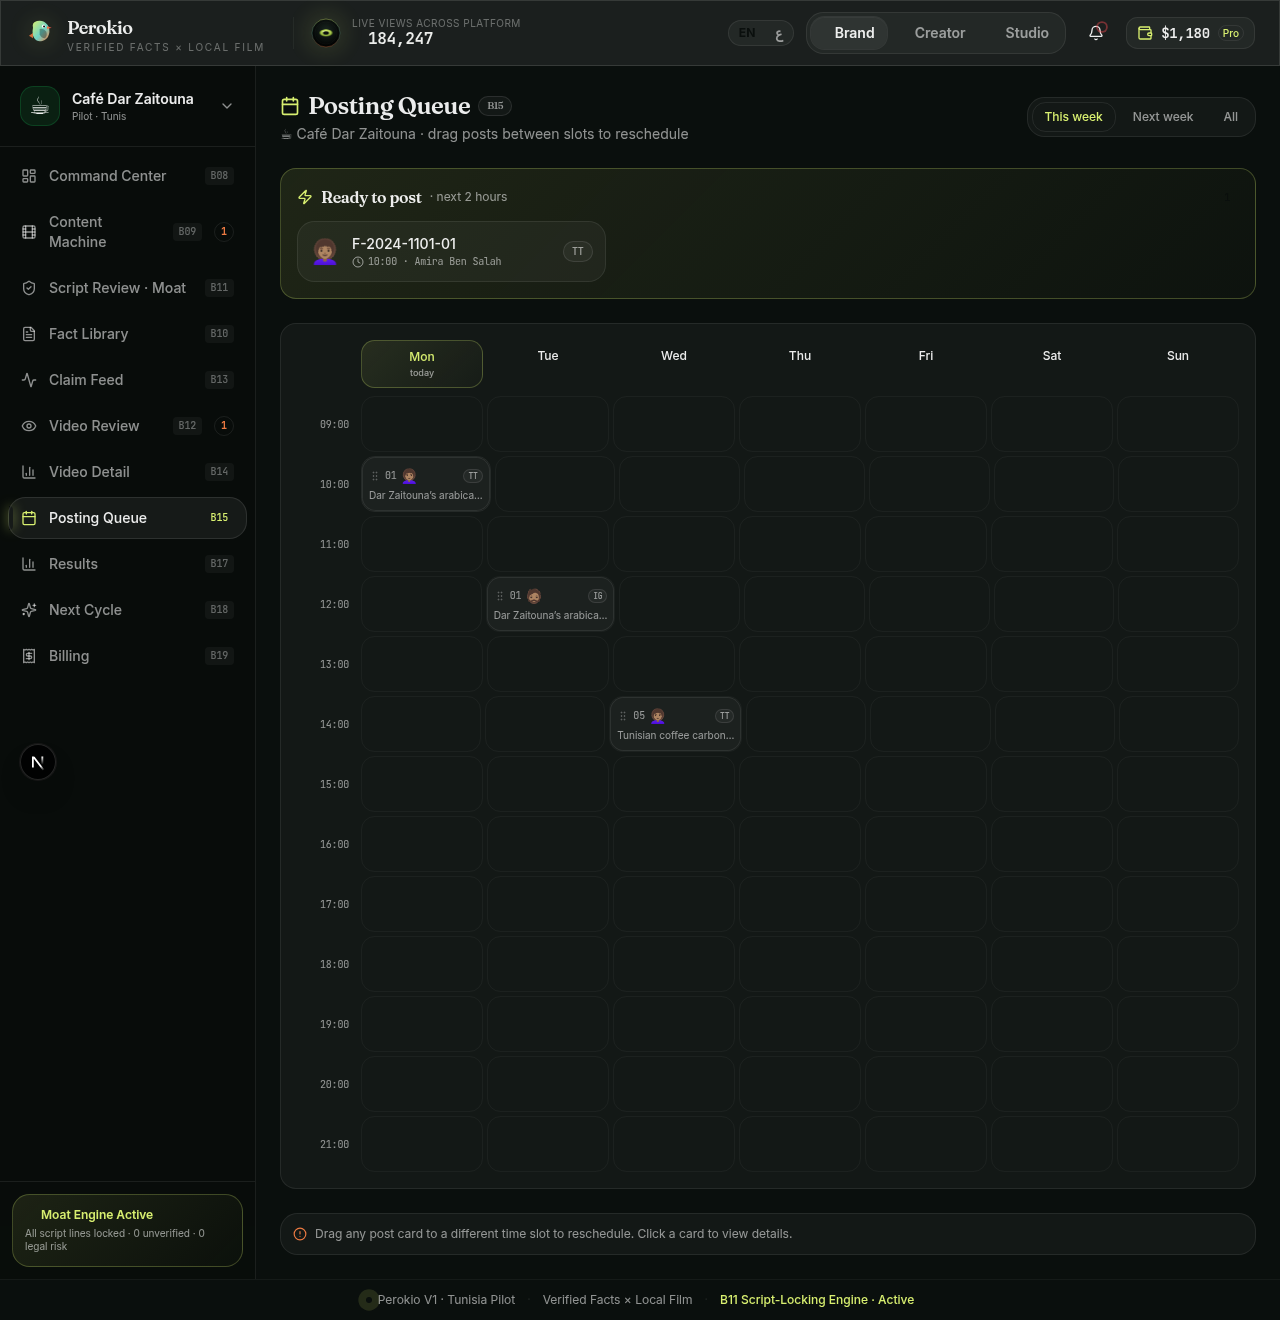 Perokio
VERIFIED FACTS × LOCAL FILM
LIVE VIEWS ACROSS PLATFORM
184,247
EN ع
Brand Creator Studio
$1,180 Pro
Café Dar Zaitouna
Pilot · Tunis
Command Center B08
Content Machine B09 1
Script Review · Moat B11
Fact Library B10
Claim Feed B13
Video Review B12 1
Video Detail B14
Posting Queue B15
Results B17
Next Cycle B18
Billing B19
N
Moat Engine Active
All script lines locked · 0 unverified · 0
legal risk
Posting Queue B15
Café Dar Zaitouna · drag posts between slots to reschedule
This week Next week All
Ready to post · next 2 hours
F-2024-1101-01
10:00 · Amira Ben Salah
TT
Mon Tue Wed Thu Fri Sat Sun
today
09:00
10:00
01 TT
Dar Zaitouna's arabica...
11:00
12:00
01 IG
Dar Zaitouna's arabica...
13:00
14:00
05 TT
Tunisian coffee carbon...
15:00
16:00
17:00
18:00
19:00
20:00
21:00
Drag any post card to a different time slot to reschedule. Click a card to view details.
Perokio V1 · Tunisia Pilot · Verified Facts × Local Film · B11 Script-Locking Engine · Active